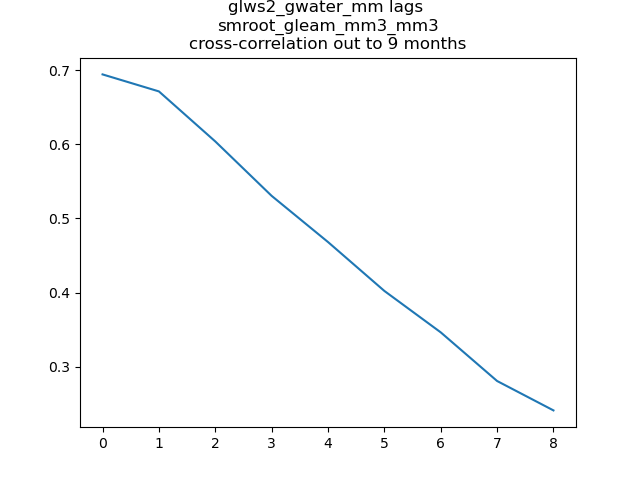 glws2_gwater_mm lags
smroot_gleam_mm3_mm3
cross-correlation out to 9 months
0.7
0.6
0.5
0.4
0.3
0 1 2 3 4 5 6 7 8